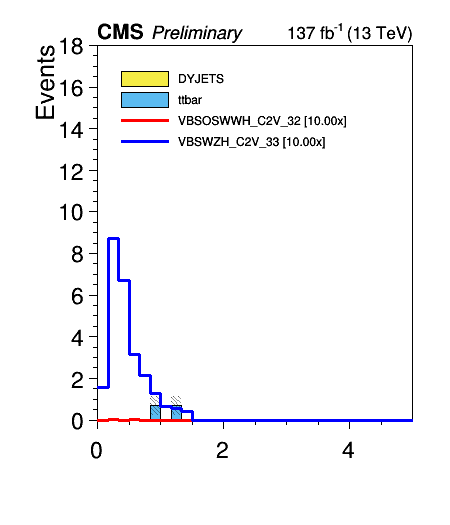 CMS Preliminary 137 fb⁻¹ (13 TeV)
Events
18
16
14
12
10
8
6
4
2
0
DYJETS
ttbar
VBSOSWWH_C2V_32 [10.00x]
VBSWZH_C2V_33 [10.00x]
0 2 4